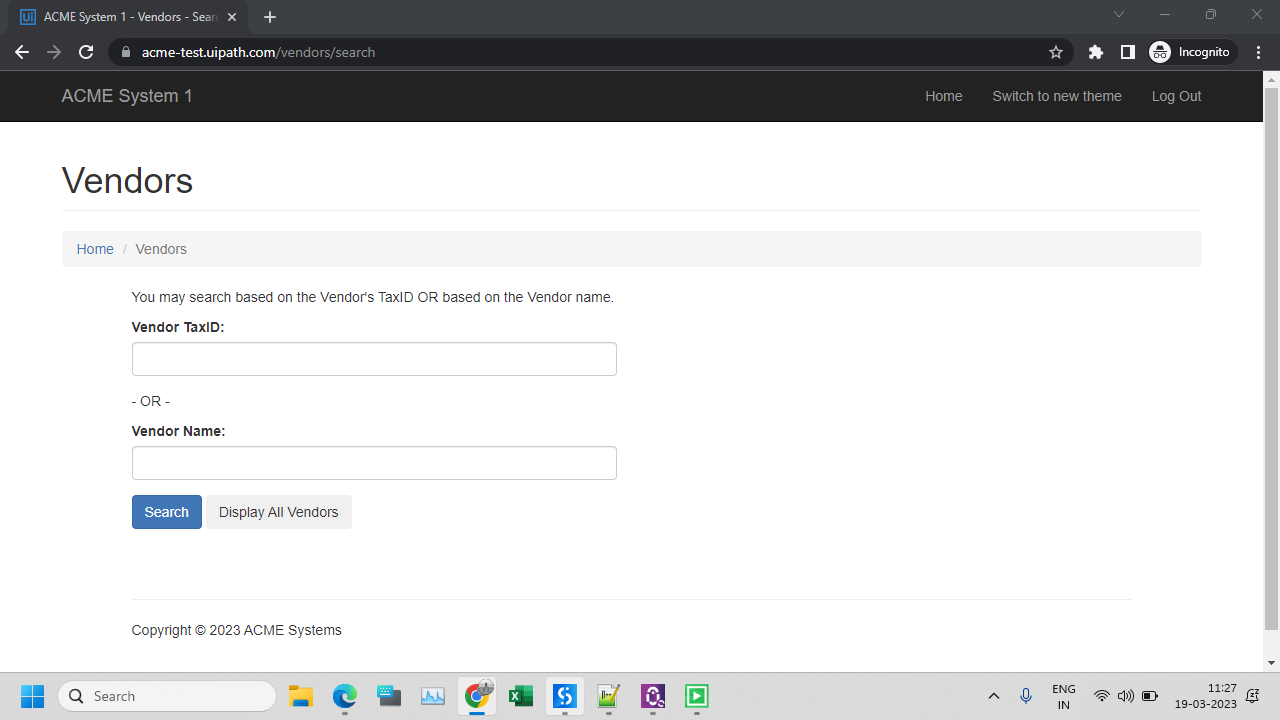 ACME System 1 - Vendors - Sear
acme-test.uipath.com/vendors/search
Incognito
ACME System 1
Home
Switch to new theme
Log Out
Vendors
Home / Vendors
You may search based on the Vendor's TaxID OR based on the Vendor name.
Vendor TaxID:
- OR -
Vendor Name:
Search
Display All Vendors
Copyright © 2023 ACME Systems
Search
ENG
IN
11:27
19-03-2023